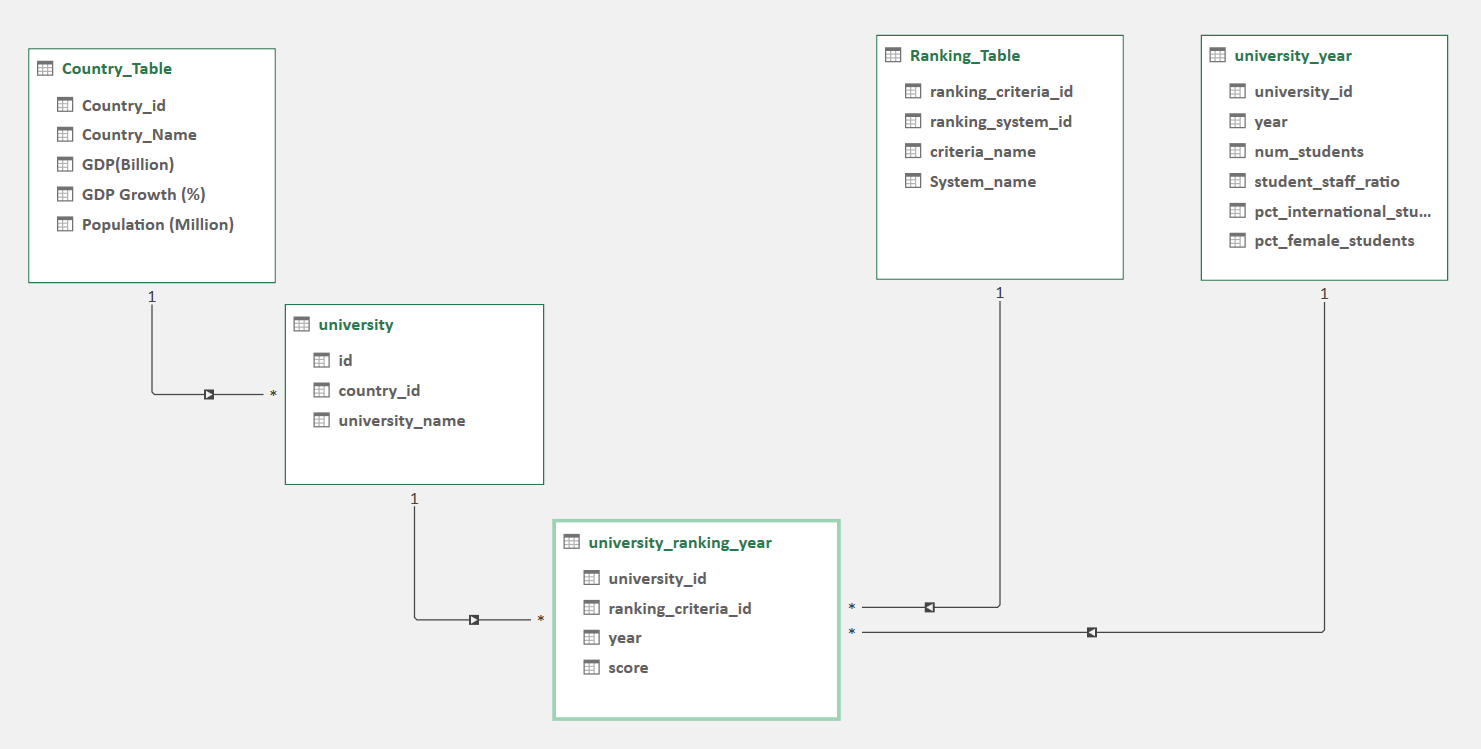 Country_Table
Country_id
Country_Name
GDP(Billion)
GDP Growth (%)
Population (Million)
1
*
university
id
country_id
university_name
1
*
Ranking_Table
ranking_criteria_id
ranking_system_id
criteria_name
System_name
1
*
university_year
university_id
year
num_students
student_staff_ratio
pct_international_stu...
pct_female_students
1
*
university_ranking_year
university_id
ranking_criteria_id
year
score